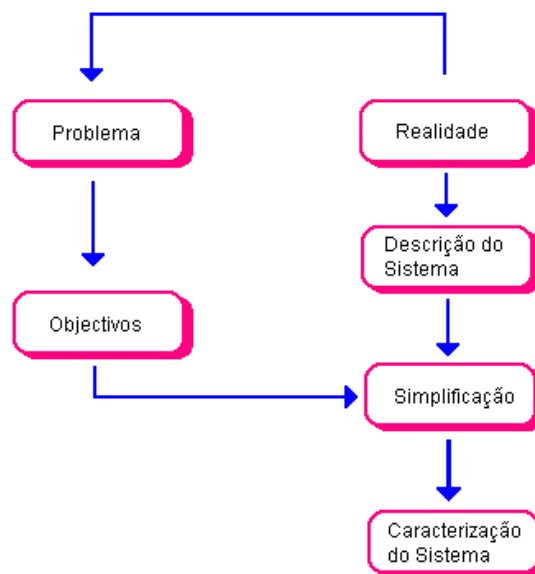 Problema
Realidade
Descrição do
Sistema
Objectivos
Simplificação
Caracterização
do Sistema